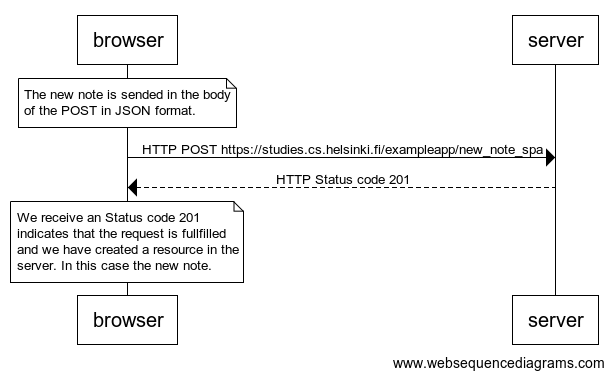 browser
server
The new note is sended in the body
of the POST in JSON format.
HTTP POST https://studies.cs.helsinki.fi/exampleapp/new_note_spa
HTTP Status code 201
We receive an Status code 201
indicates that the request is fullfilled
and we have created a resource in the
server. In this case the new note.
browser
server
www.websequencediagrams.com